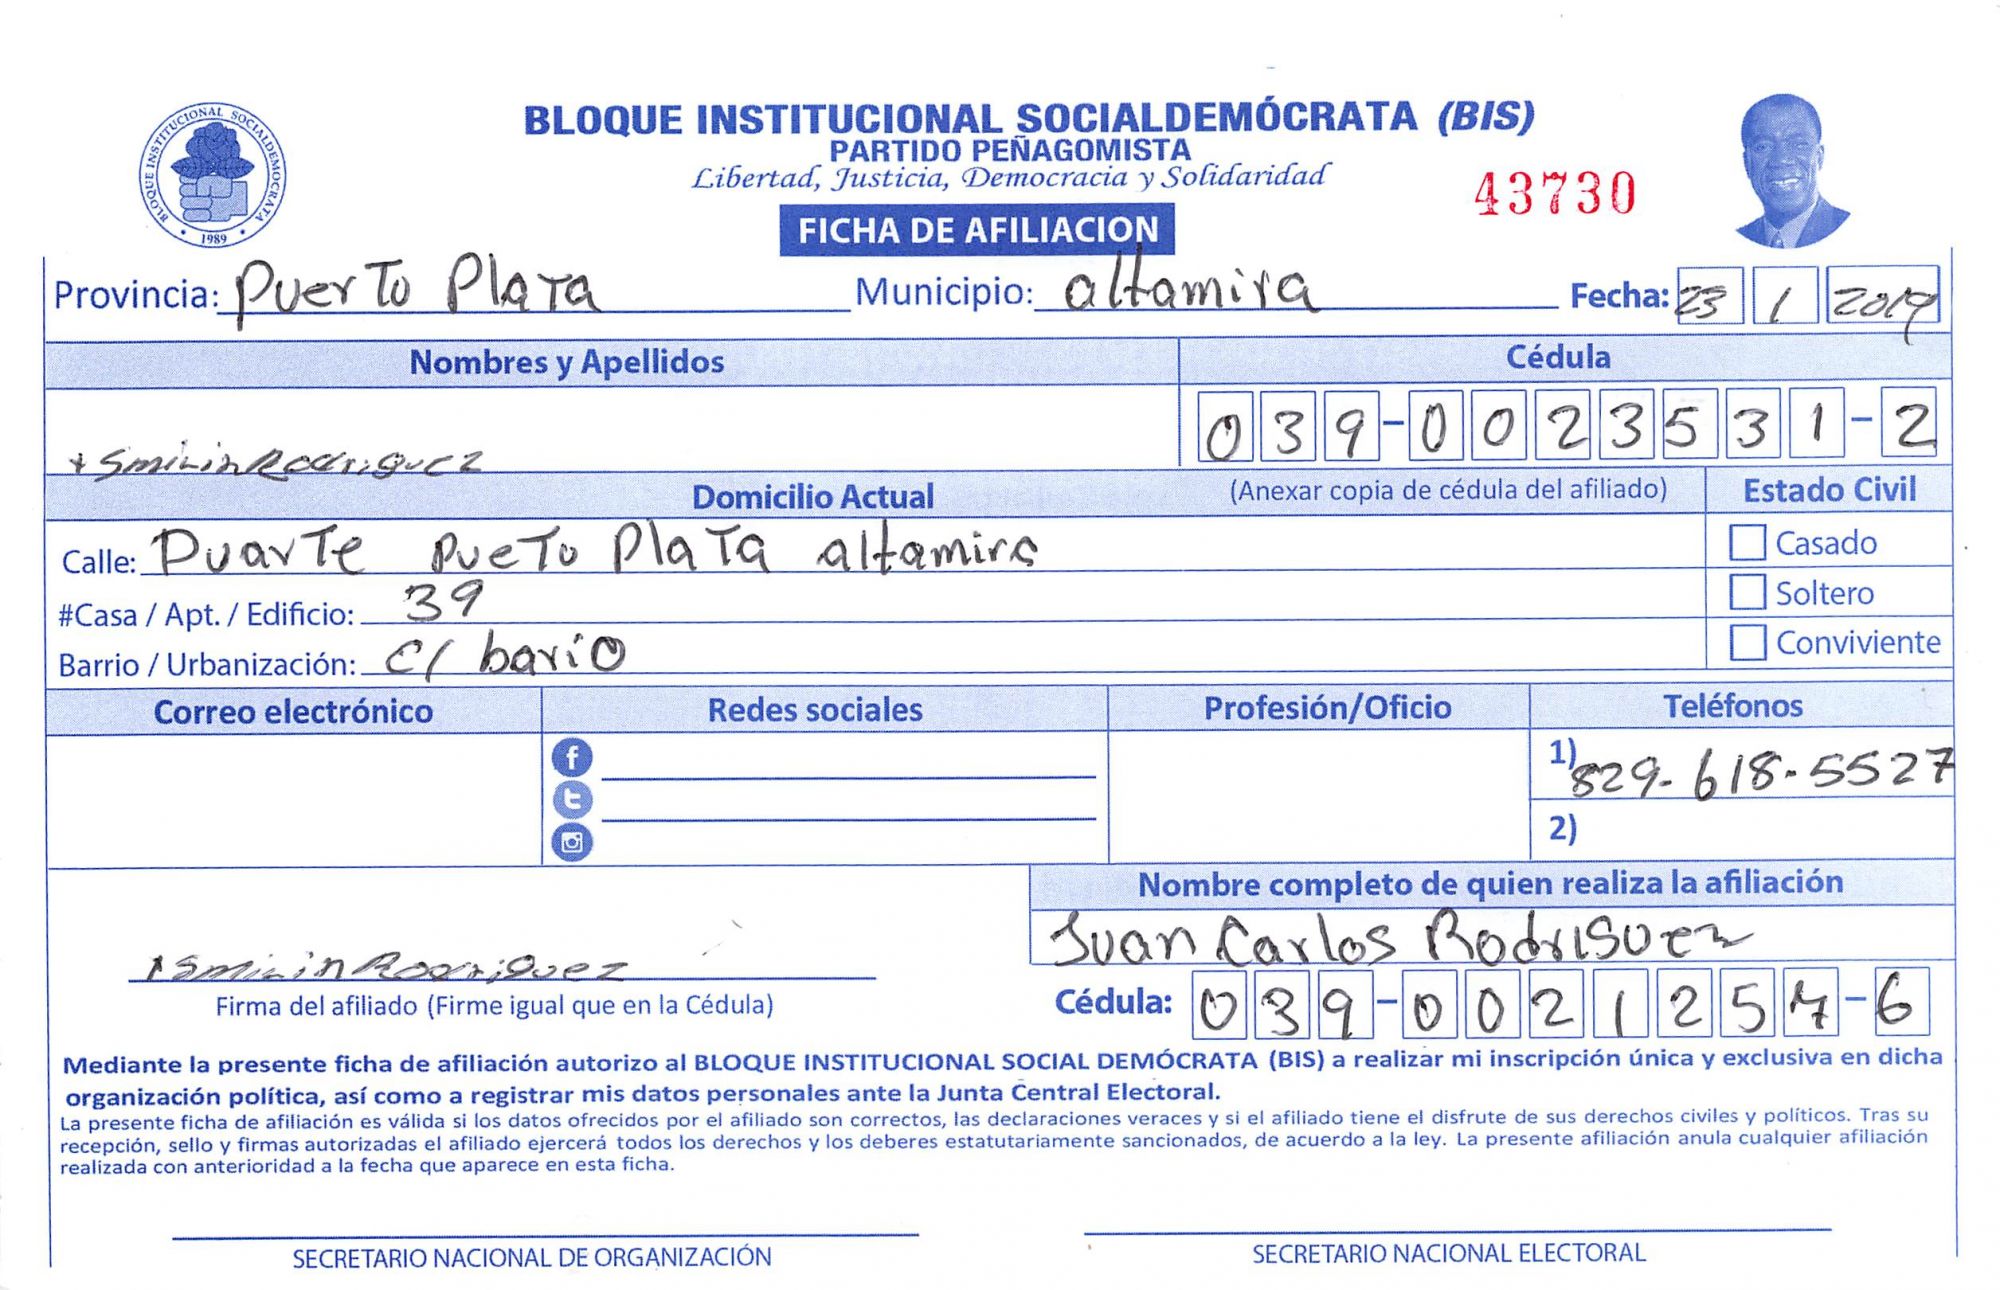 BLOQUE INSTITUCIONAL SOCIALDEMÓCRATA (BIS)
PARTIDO PEÑAGOMISTA
Libertad, Justicia, Democracia y Solidaridad
43730
BLOQUE INSTITUCIONAL SOCIALDEMOCRATA
1989
FICHA DE AFILIACION
Provincia: Puerto Plata Municipio: altamira Fecha: 23 1 2019
Nombres y Apellidos Cédula
Rodriguez 039-0023531-2
Domicilio Actual (Anexar copia de cédula del afiliado) Estado Civil
Calle: Duarte Pueto Plata altamira Casado
#Casa / Apt. / Edificio: 39 Soltero
Barrio / Urbanización: c/ bario Conviviente
Correo electrónico Redes sociales Profesión/Oficio Teléfonos
1) 829-618-5527
2)
Nombre completo de quien realiza la afiliación
Juan Carlos Rodriguez
Rodriguez
Firma del afiliado (Firme igual que en la Cédula) Cédula: 039-0021257-6
Mediante la presente ficha de afiliación autorizo al BLOQUE INSTITUCIONAL SOCIAL DEMÓCRATA (BIS) a realizar mi inscripción única y exclusiva en dicha
organización política, así como a registrar mis datos personales ante la Junta Central Electoral.
La presente ficha de afiliación es válida si los datos ofrecidos por el afiliado son correctos, las declaraciones veraces y si el afiliado tiene el disfrute de sus derechos civiles y políticos. Tras su
recepción, sello y firmas autorizadas el afiliado ejercerá todos los derechos y los deberes estatutariamente sancionados, de acuerdo a la ley. La presente afiliación anula cualquier afiliación
realizada con anterioridad a la fecha que aparece en esta ficha.
SECRETARIO NACIONAL DE ORGANIZACIÓN SECRETARIO NACIONAL ELECTORAL